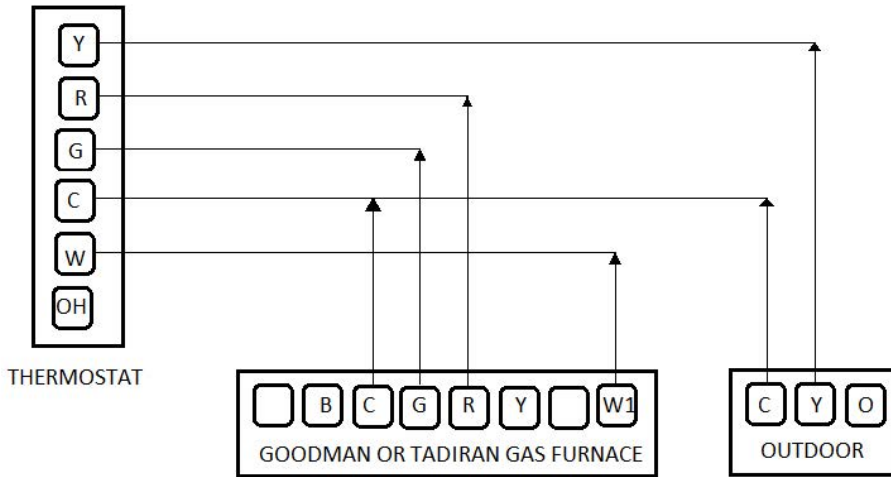 Y
R
G
C
W
OH
THERMOSTAT
B C G R Y W1
GOODMAN OR TADIRAN GAS FURNACE
C Y O
OUTDOOR